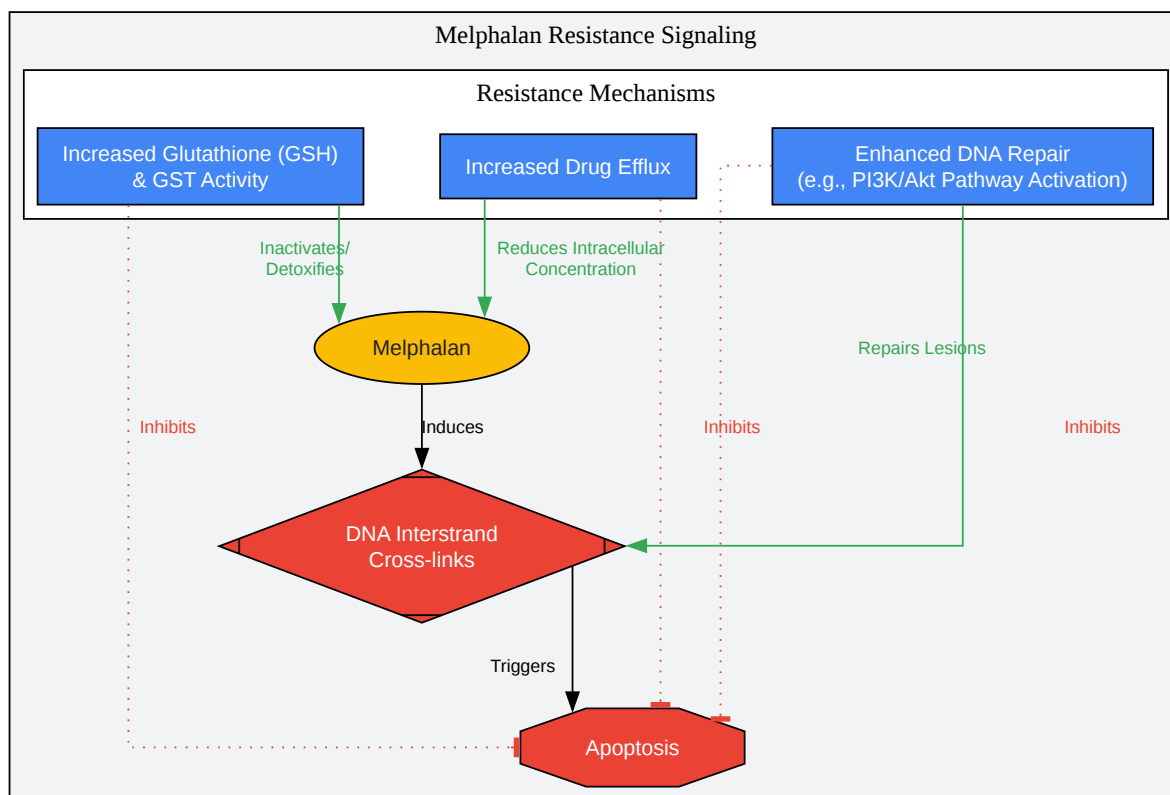 Melphalan Resistance Signaling
Resistance Mechanisms
Increased Glutathione (GSH)
& GST Activity
Increased Drug Efflux
Enhanced DNA Repair
(e.g., PI3K/Akt Pathway Activation)
Inactivates/
Detoxifies
Reduces Intracellular
Concentration
Melphalan
Repairs Lesions
Inhibits
Induces
Inhibits
Inhibits
DNA Interstrand
Cross-links
Triggers
Apoptosis